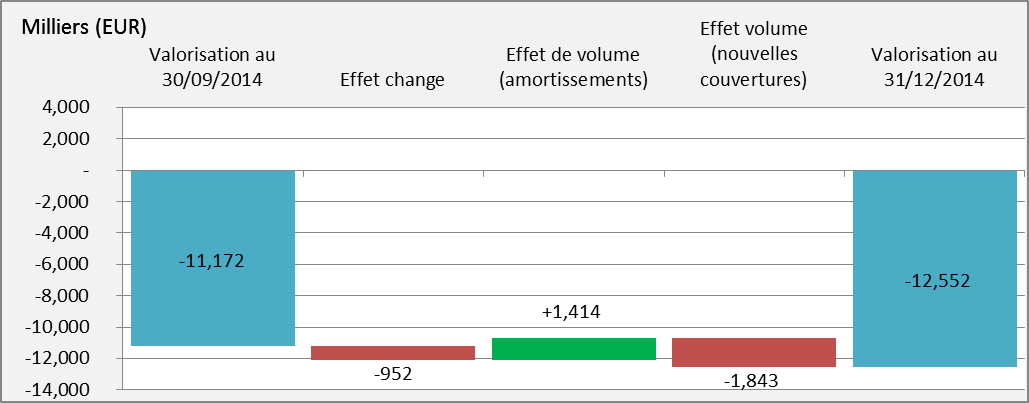 Milliers (EUR)
Valorisation au
30/09/2014
Effet change
Effet de volume
(amortissements)
Effet volume
(nouvelles
couvertures)
Valorisation au
31/12/2014
4,000
2,000
-
-2,000
-4,000
-6,000
-8,000
-10,000
-12,000
-14,000
-11,172
-952
+1,414
-1,843
-12,552